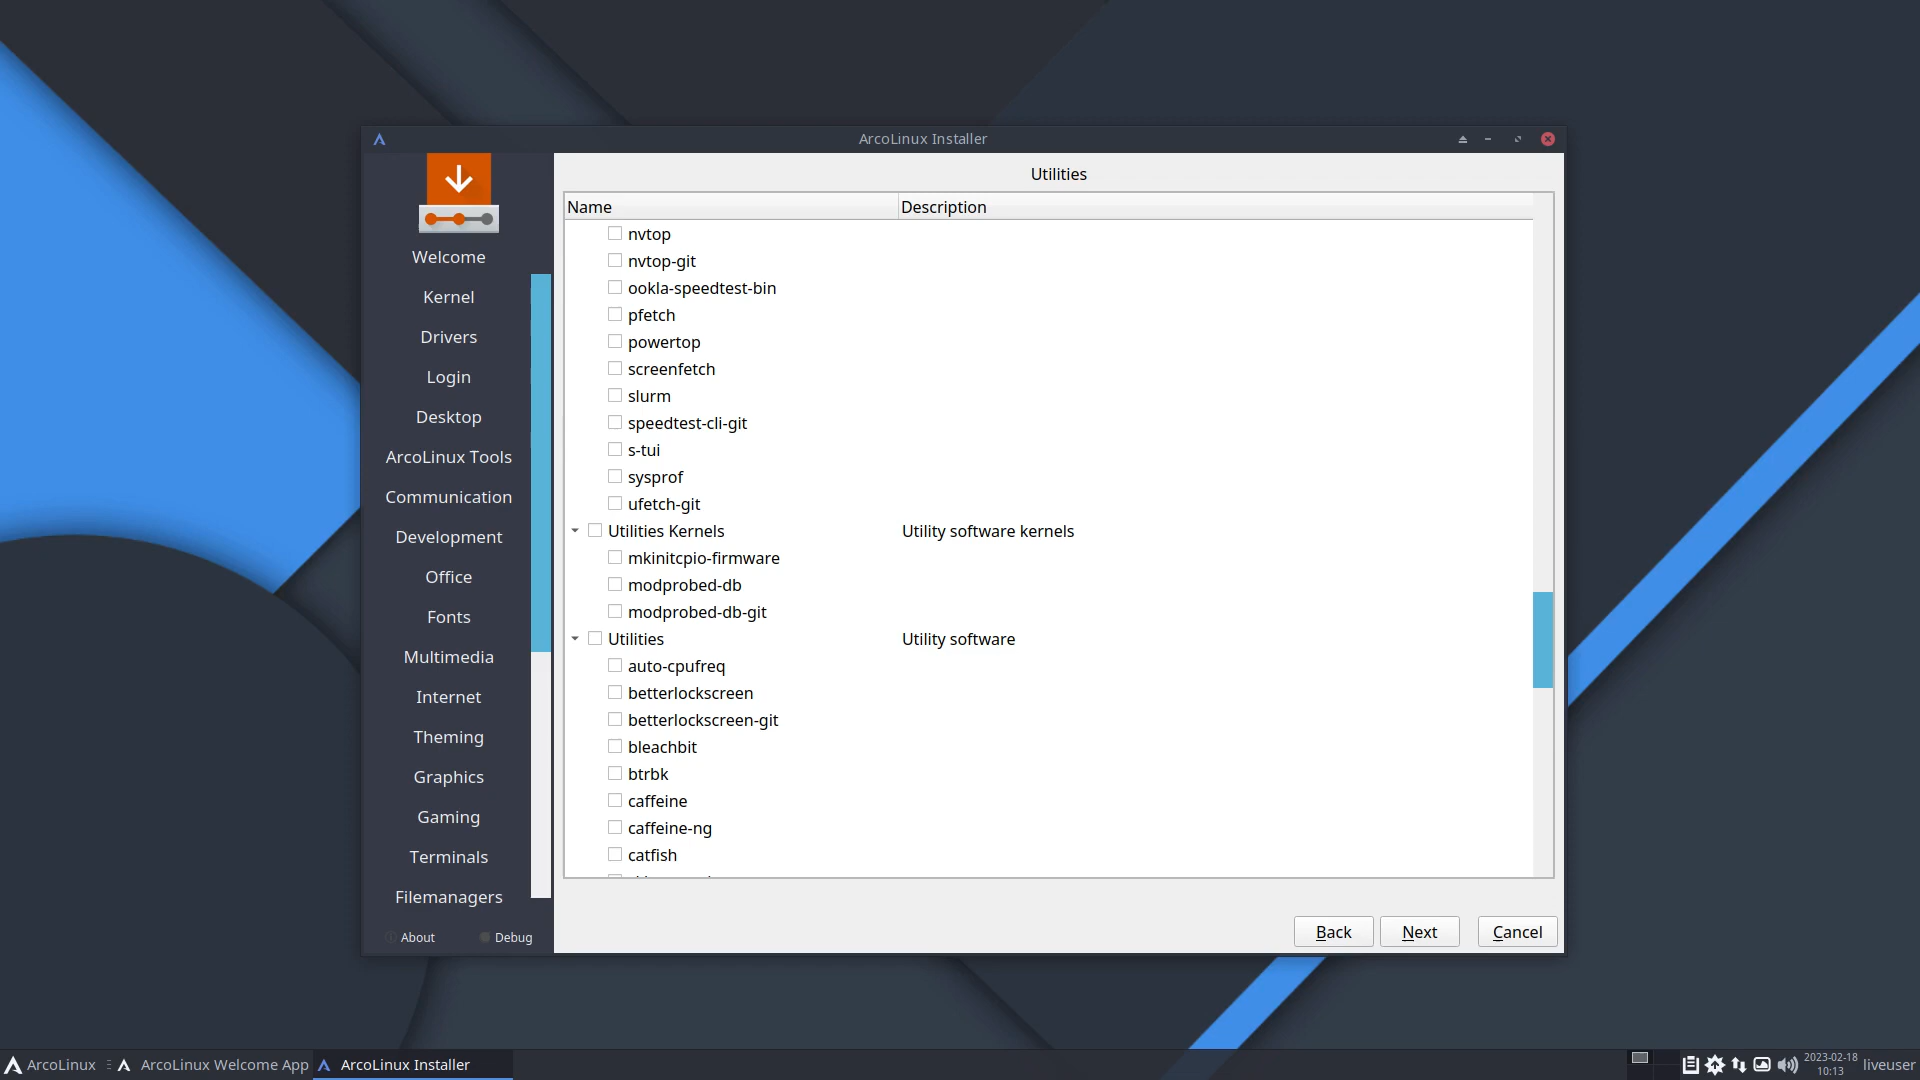 ArcoLinux Installer
Utilities
Name Description
Welcome
Kernel
Drivers
Login
Desktop
ArcoLinux Tools
Communication
Development
Office
Fonts
Multimedia
Internet
Theming
Graphics
Gaming
Terminals
Filemanagers
About Debug
nvtop
nvtop-git
ookla-speedtest-bin
pfetch
powertop
screenfetch
slurm
speedtest-cli-git
s-tui
sysprof
ufetch-git
Utilities Kernels Utility software kernels
mkinitcpio-firmware
modprobed-db
modprobed-db-git
Utilities Utility software
auto-cpufreq
betterlockscreen
betterlockscreen-git
bleachbit
btrbk
caffeine
caffeine-ng
catfish
Back Next Cancel
ArcoLinux ArcoLinux Welcome App ArcoLinux Installer
2023-02-18
10:13
liveuser